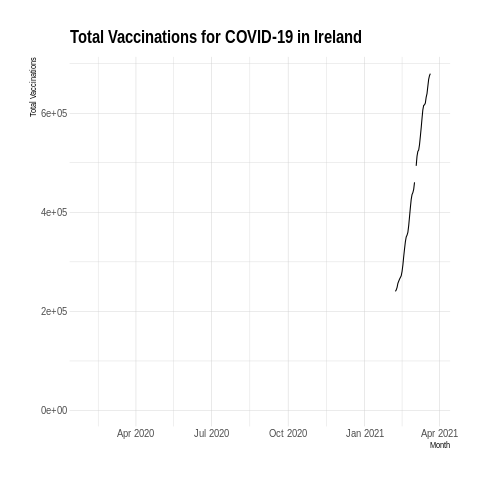 Total Vaccinations for COVID-19 in Ireland
Total Vaccinations
6e+05
4e+05
2e+05
0e+00
Apr 2020
Jul 2020
Oct 2020
Jan 2021
Apr 2021
Month